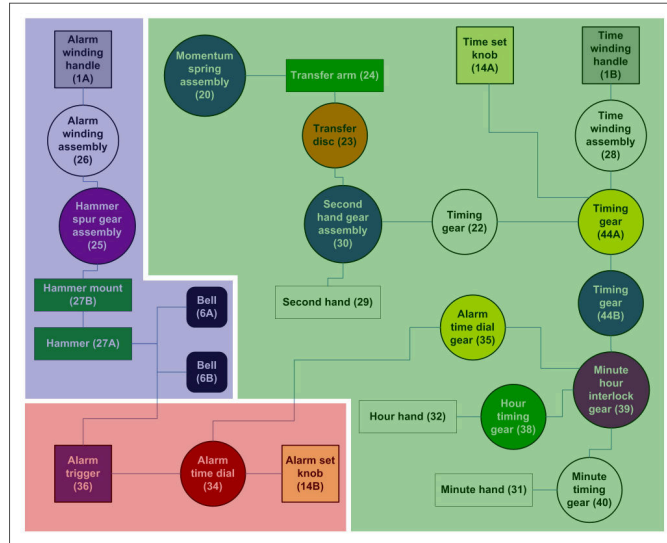 Alarm
winding
handle
(1A)
Alarm
winding
assembly
(26)
Hammer
spur gear
assembly
(25)
Hammer mount
(27B)
Hammer (27A)
Bell
(6A)
Bell
(6B)
Momentum
spring
assembly
(20)
Transfer arm (24)
Transfer
disc
(23)
Second
hand gear
assembly
(30)
Second hand (29)
Timing
gear (22)
Time set
knob
(14A)
Time
winding
handle
(1B)
Time
winding
assembly
(28)
Timing
gear
(44A)
Timing
gear
(44B)
Alarm
time dial
gear (35)
Minute
hour
interlock
gear (39)
Hour hand (32)
Hour
timing
gear (38)
Minute hand (31)
Minute
timing
gear
(40)
Alarm
trigger
(36)
Alarm
time dial
(34)
Alarm set
knob
(14B)